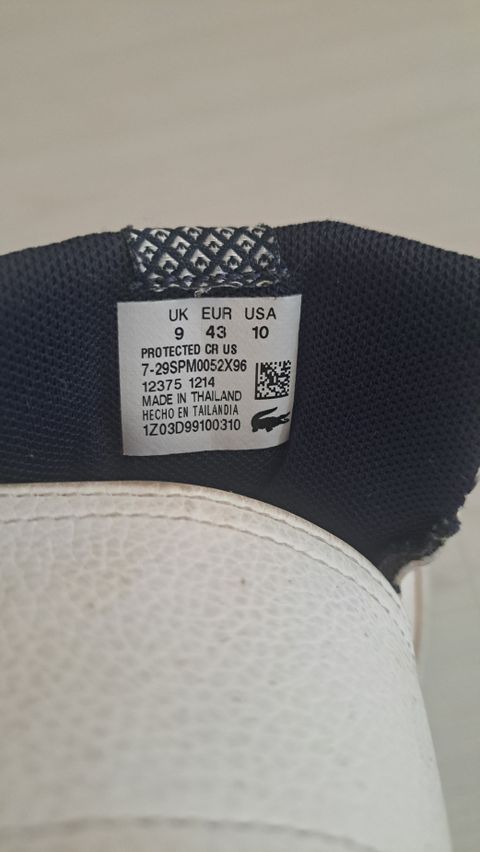 UK EUR USA
9 43 10
PROTECTED CR US
7-29SPM0052X96
12375 1214
MADE IN THAILAND
HECHO EN TAILANDIA
1Z03D99100310